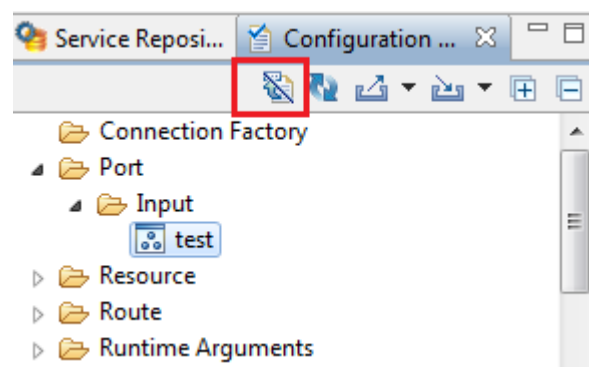 Service Reposi... Configuration ...
Connection Factory
Port
Input
test
Resource
Route
Runtime Arguments